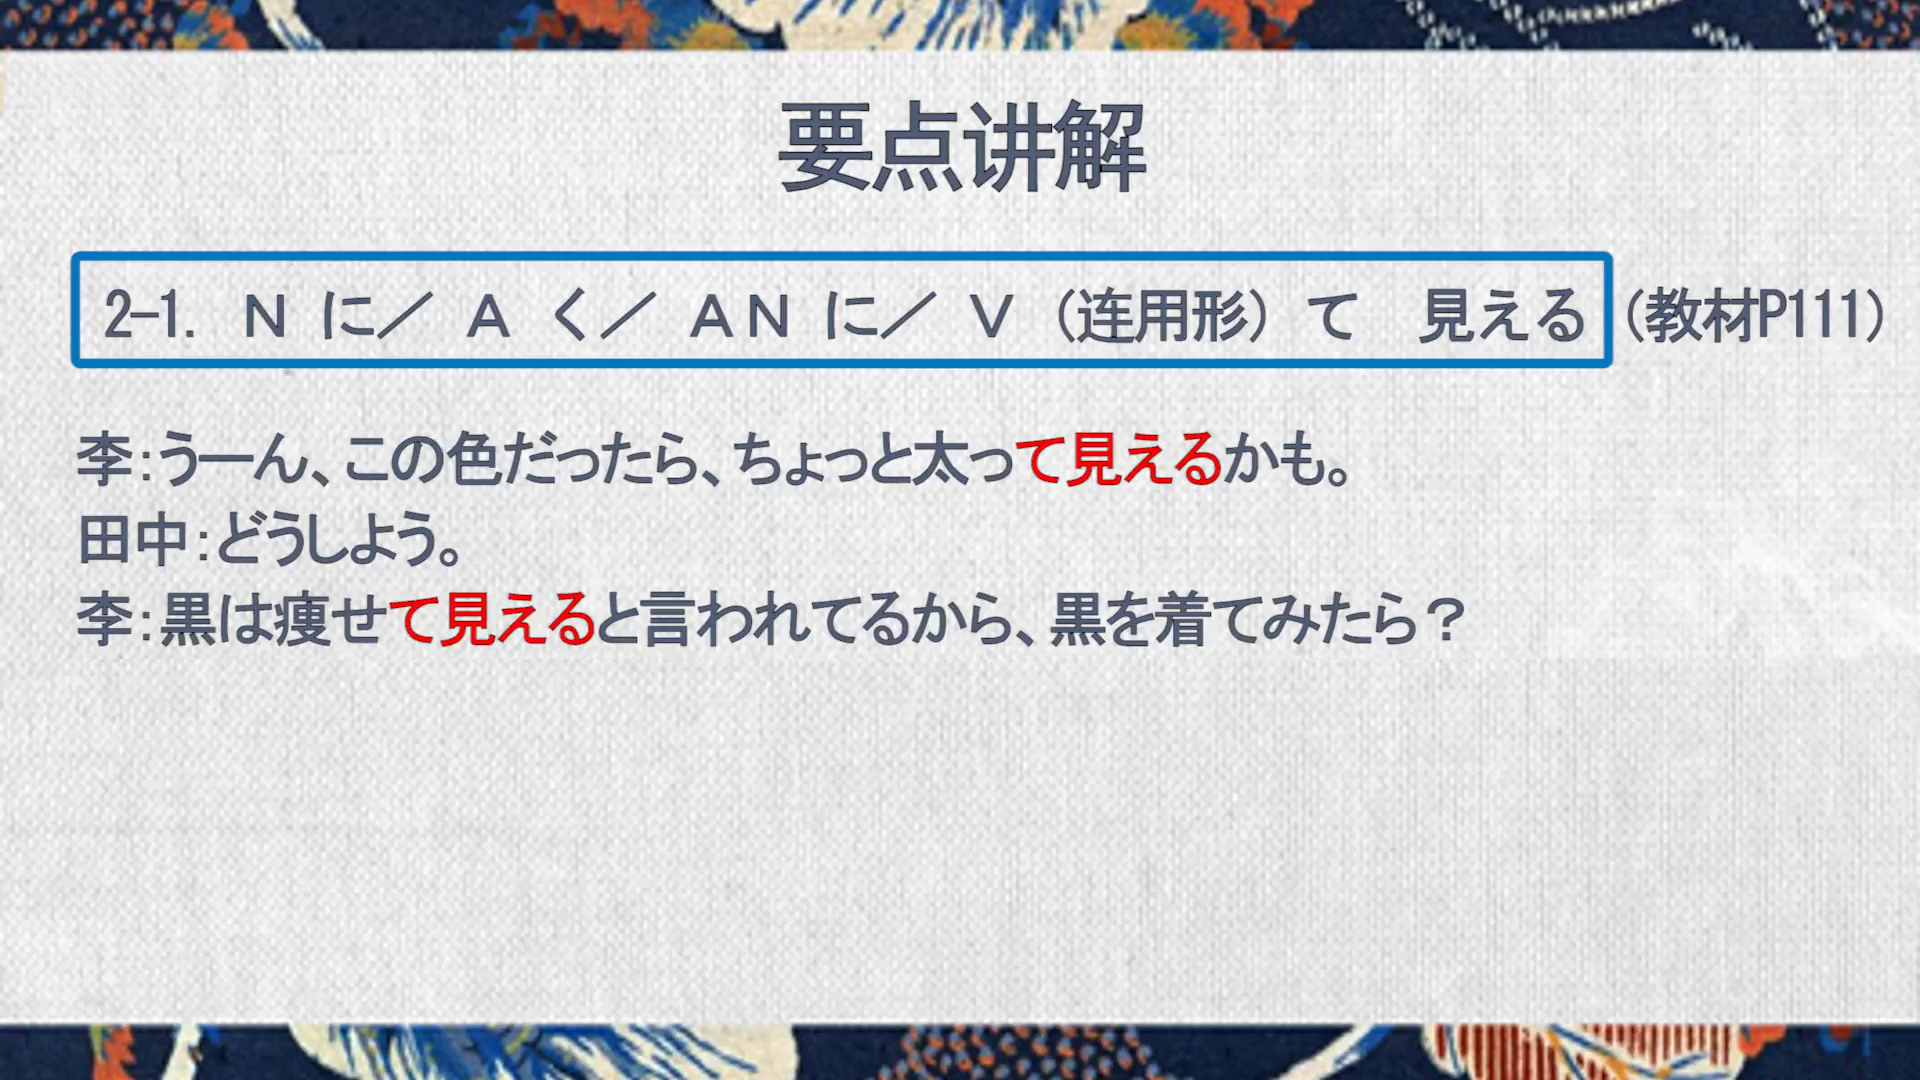 要点讲解
2-1. N に／ A く／ AN に／ V（连用形）て　見える（教材P111）
李：うーん、この色だったら、ちょっと太って見えるかも。
田中：どうしよう。
李：黒は痩せて見えると言われてるから、黒を着てみたら？